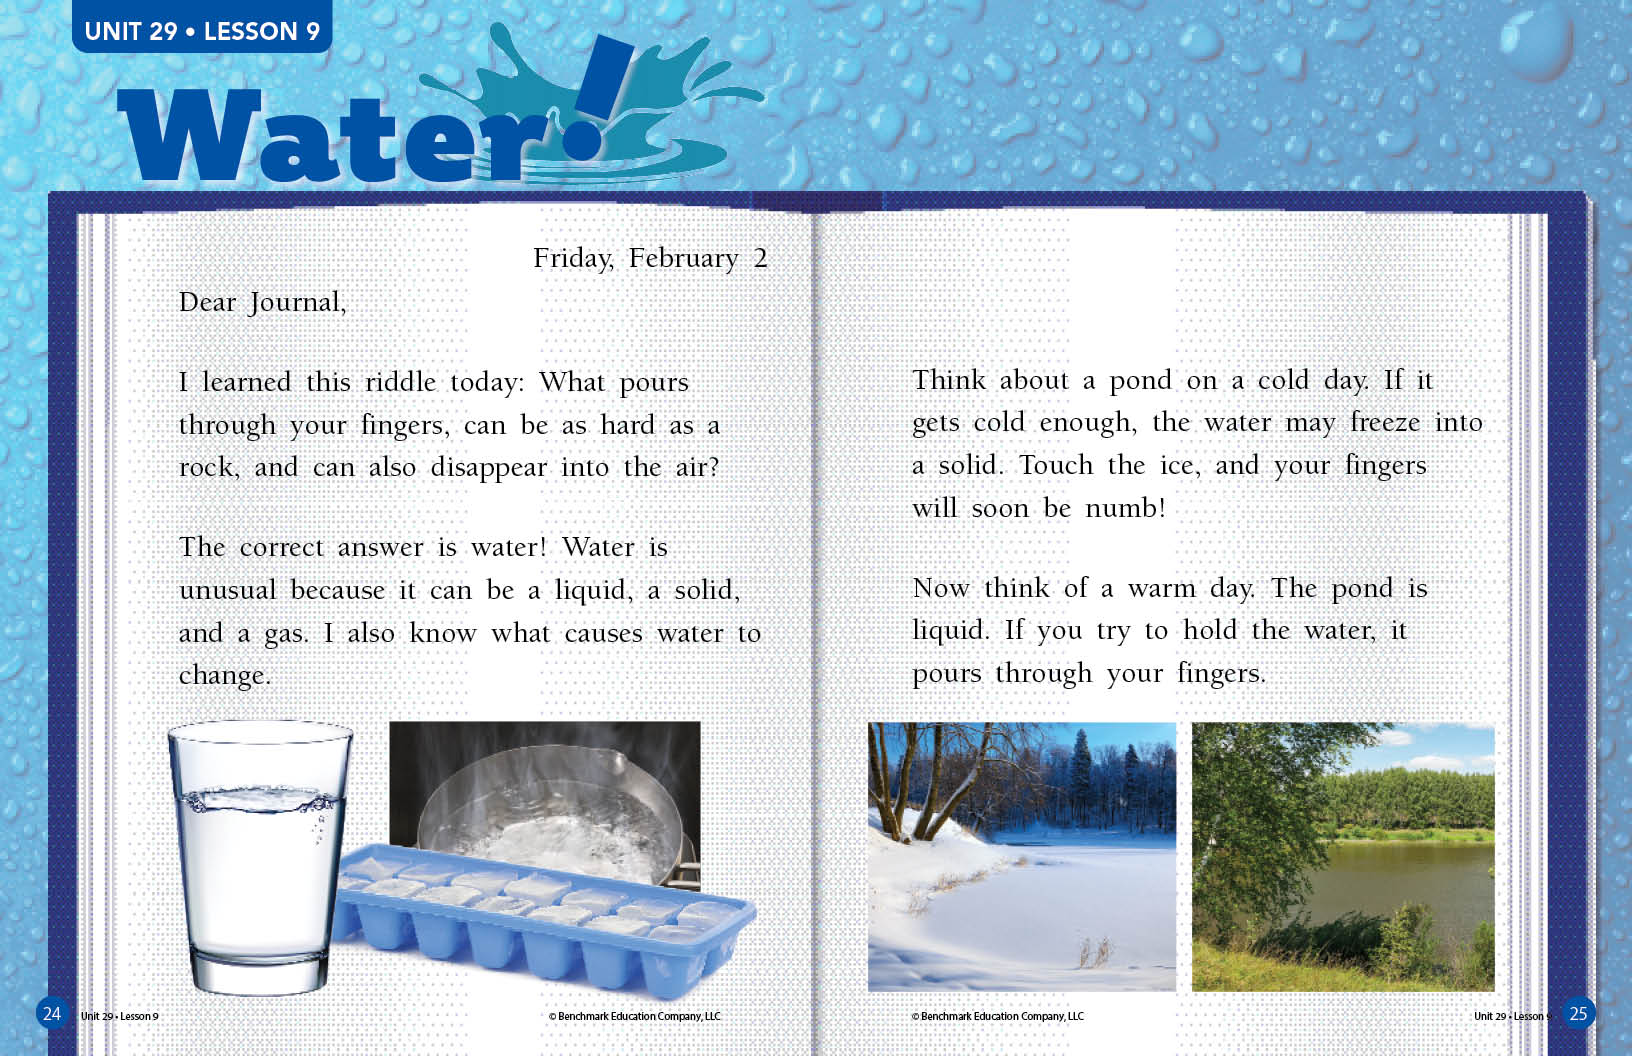 UNIT 29 • LESSON 9
Water!
Friday, February 2
Dear Journal,
I learned this riddle today: What pours
through your fingers, can be as hard as a
rock, and can also disappear into the air?
The correct answer is water! Water is
unusual because it can be a liquid, a solid,
and a gas. I also know what causes water to
change.
24
Unit 29 • Lesson 9
© Benchmark Education Company, LLC
Think about a pond on a cold day. If it
gets cold enough, the water may freeze into
a solid. Touch the ice, and your fingers
will soon be numb!
Now think of a warm day. The pond is
liquid. If you try to hold the water, it
pours through your fingers.
© Benchmark Education Company, LLC
Unit 29 • Lesson 9
25